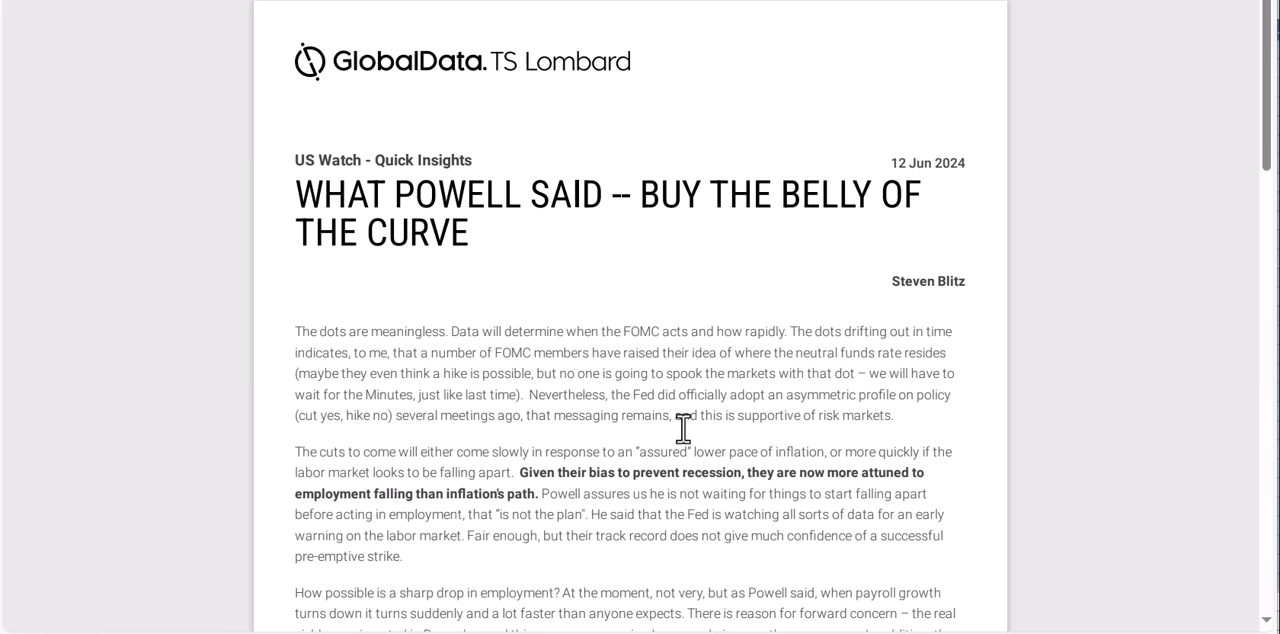 GlobalData. TS Lombard
US Watch - Quick Insights
12 Jun 2024
WHAT POWELL SAID -- BUY THE BELLY OF
THE CURVE
Steven Blitz
The dots are meaningless. Data will determine when the FOMC acts and how rapidly. The dots drifting out in time
indicates, to me, that a number of FOMC members have raised their idea of where the neutral funds rate resides
(maybe they even think a hike is possible, but no one is going to spook the markets with that dot – we will have to
wait for the Minutes, just like last time).  Nevertheless, the Fed did officially adopt an asymmetric profile on policy
(cut yes, hike no) several meetings ago, that messaging remains, and this is supportive of risk markets.
The cuts to come will either come slowly in response to an "assured" lower pace of inflation, or more quickly if the
labor market looks to be falling apart.  Given their bias to prevent recession, they are now more attuned to
employment falling than inflation's path. Powell assures us he is not waiting for things to start falling apart
before acting in employment, that "is not the plan". He said that the Fed is watching all sorts of data for an early
warning on the labor market. Fair enough, but their track record does not give much confidence of a successful
pre-emptive strike.
How possible is a sharp drop in employment? At the moment, not very, but as Powell said, when payroll growth
turns down it turns suddenly and a lot faster than anyone expects. There is reason for forward concern – the real